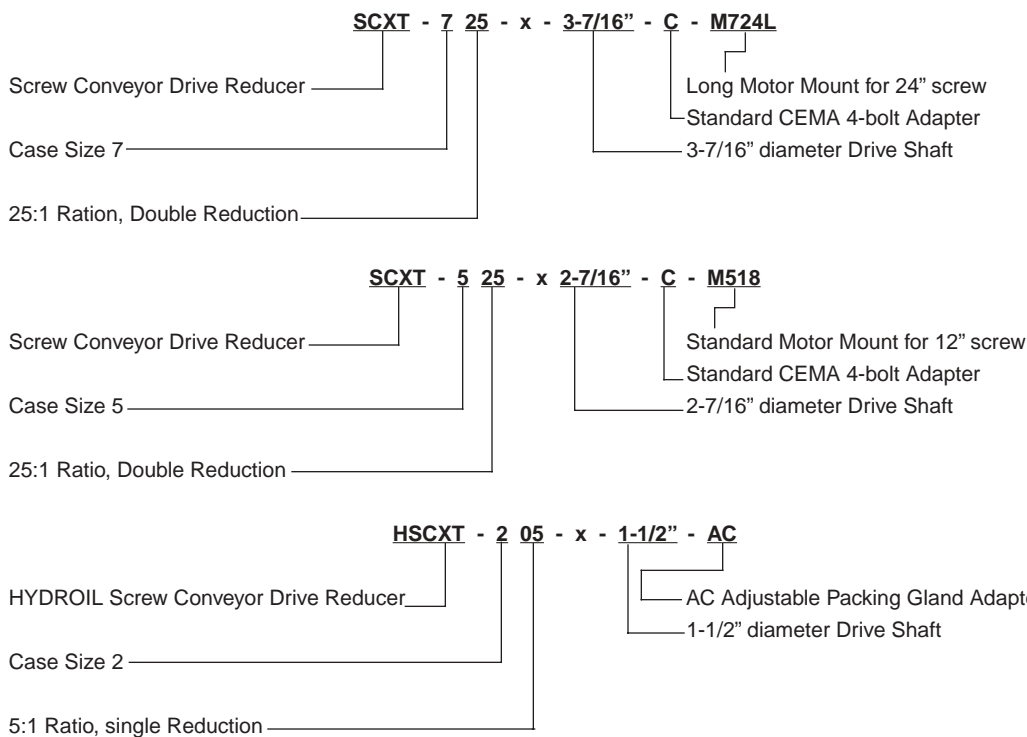 SCXT - 7 25 - x - 3-7/16” - C - M724L
Screw Conveyor Drive Reducer
Long Motor Mount for 24” screw
Standard CEMA 4-bolt Adapter
Case Size 7
3-7/16” diameter Drive Shaft
25:1 Ration, Double Reduction
SCXT - 5 25 - x 2-7/16” - C - M518
Screw Conveyor Drive Reducer
Standard Motor Mount for 12” screw
Standard CEMA 4-bolt Adapter
Case Size 5
2-7/16” diameter Drive Shaft
25:1 Ratio, Double Reduction
HSCXT - 2 05 - x - 1-1/2” - AC
HYDROIL Screw Conveyor Drive Reducer
AC Adjustable Packing Gland Adapte
1-1/2” diameter Drive Shaft
Case Size 2
5:1 Ratio, single Reduction